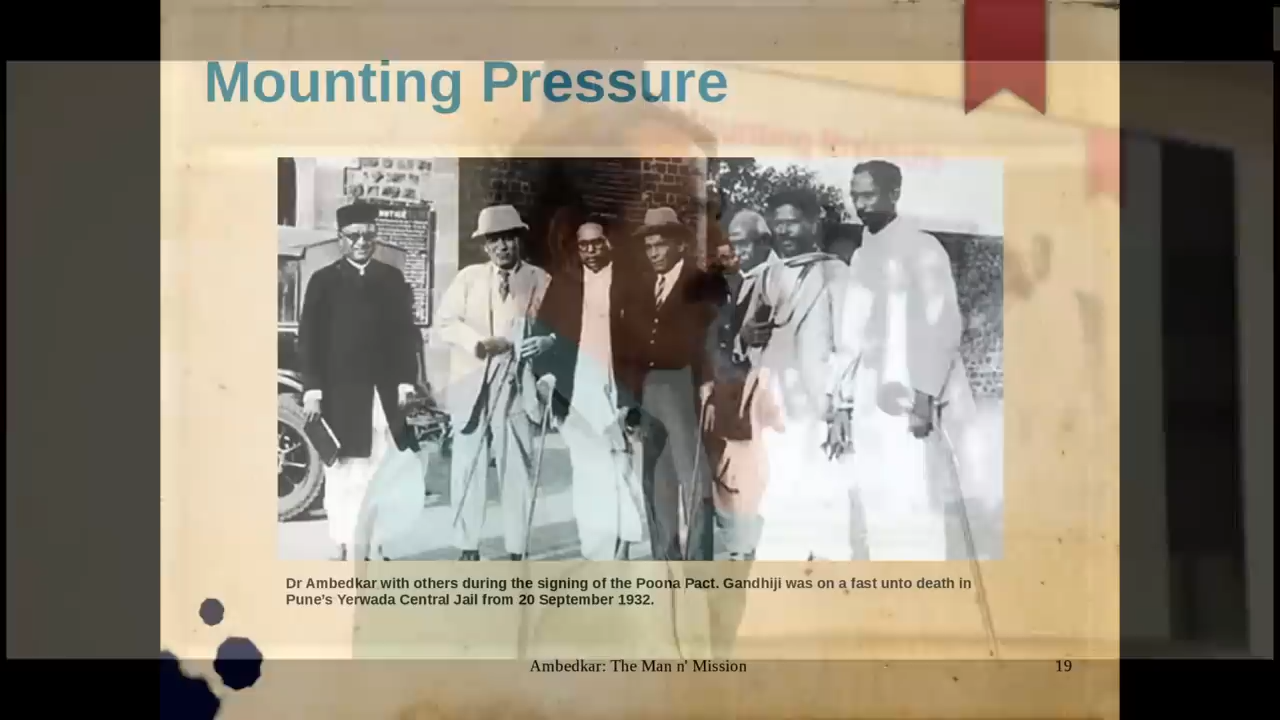 Mounting Pressure
NOTICE
Dr Ambedkar with others during the signing of the Poona Pact. Gandhiji was on a fast unto death in
Pune's Yerwada Central Jail from 20 September 1932.
Ambedkar: The Man n' Mission
19